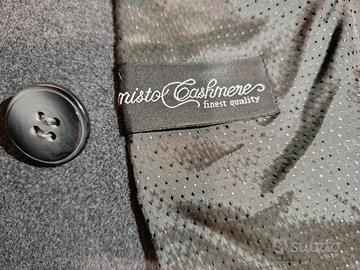 misto Cashmere
finest quality
subito